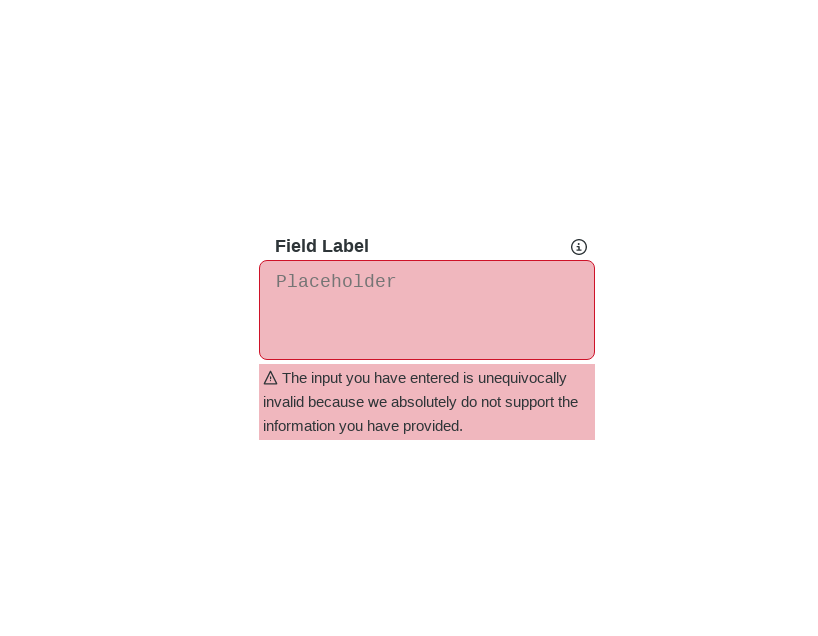 Field Label
Placeholder
The input you have entered is unequivocally
invalid because we absolutely do not support the
information you have provided.